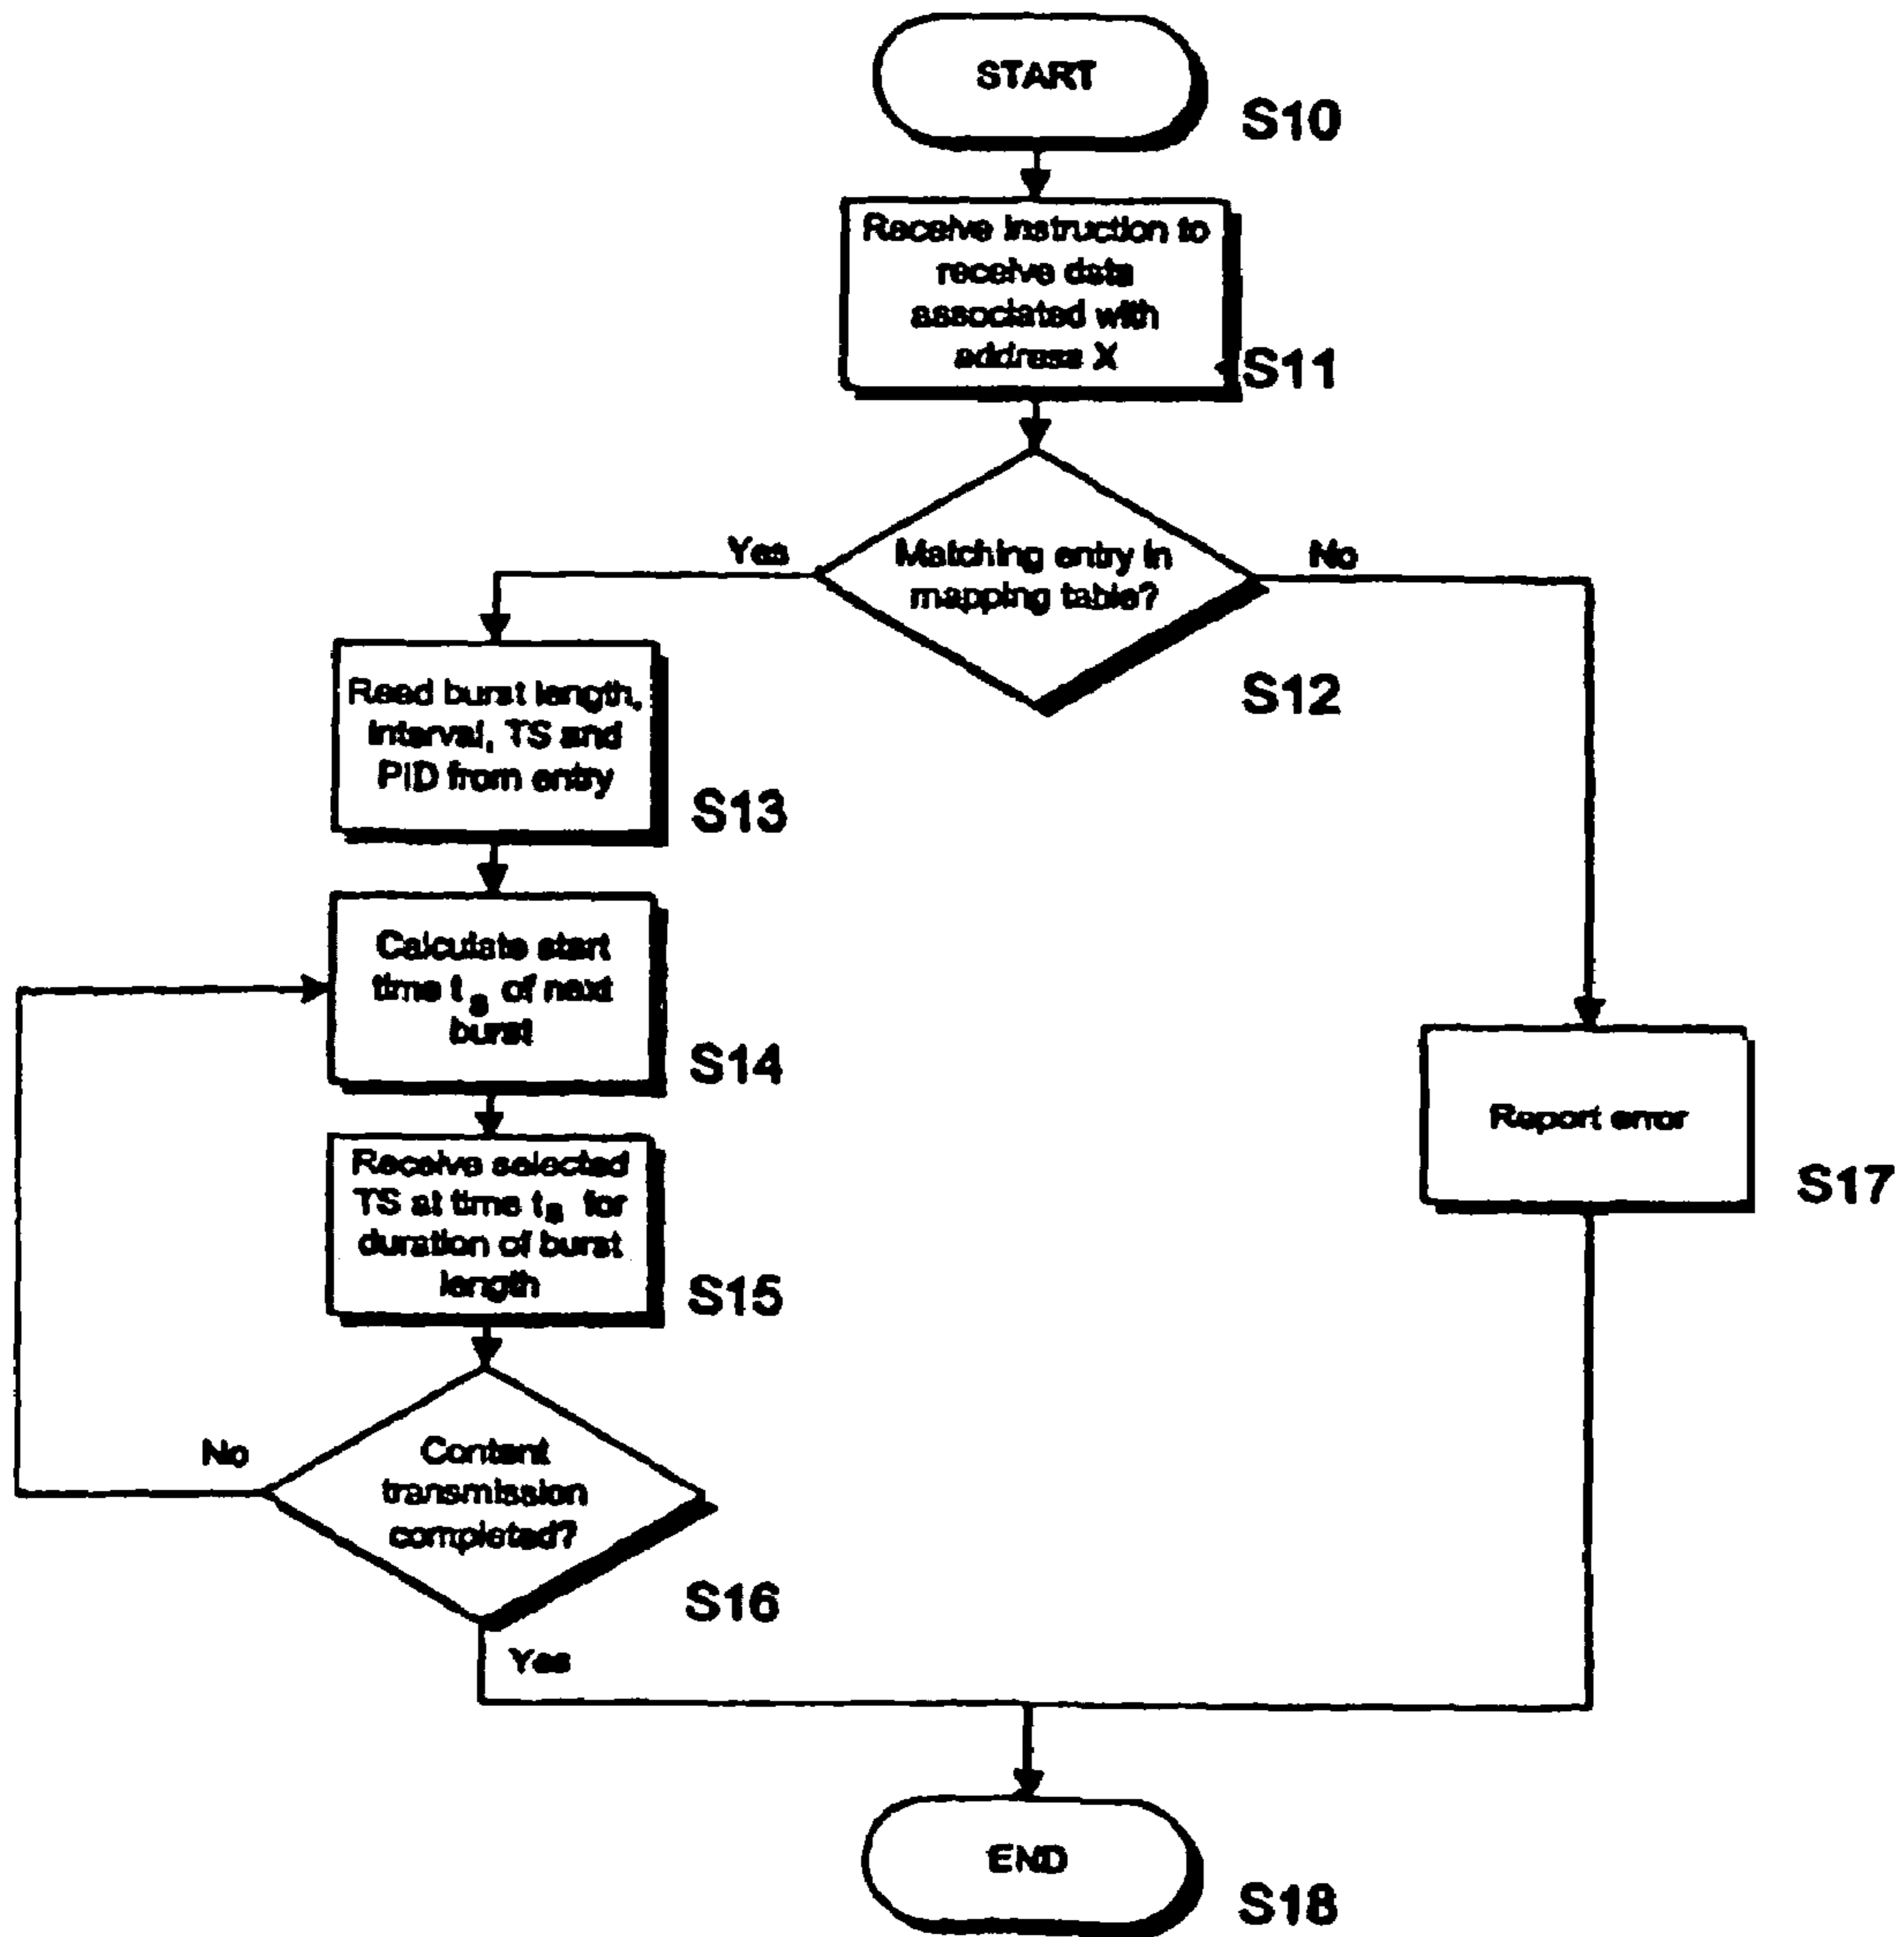 START
S10
Receive instruction to
receive data
associated with
address X
S11
Matching entry in
mapping table?
Yes
No
S12
Read burst length,
interval, TS and
PID from entry
S13
Calculate start
time t s of next
burst
S14
Receive selected
TS at time t s for
duration of burst
length
S15
Report error
S17
Content
transmission
completed?
No
S16
Yes
END
S18